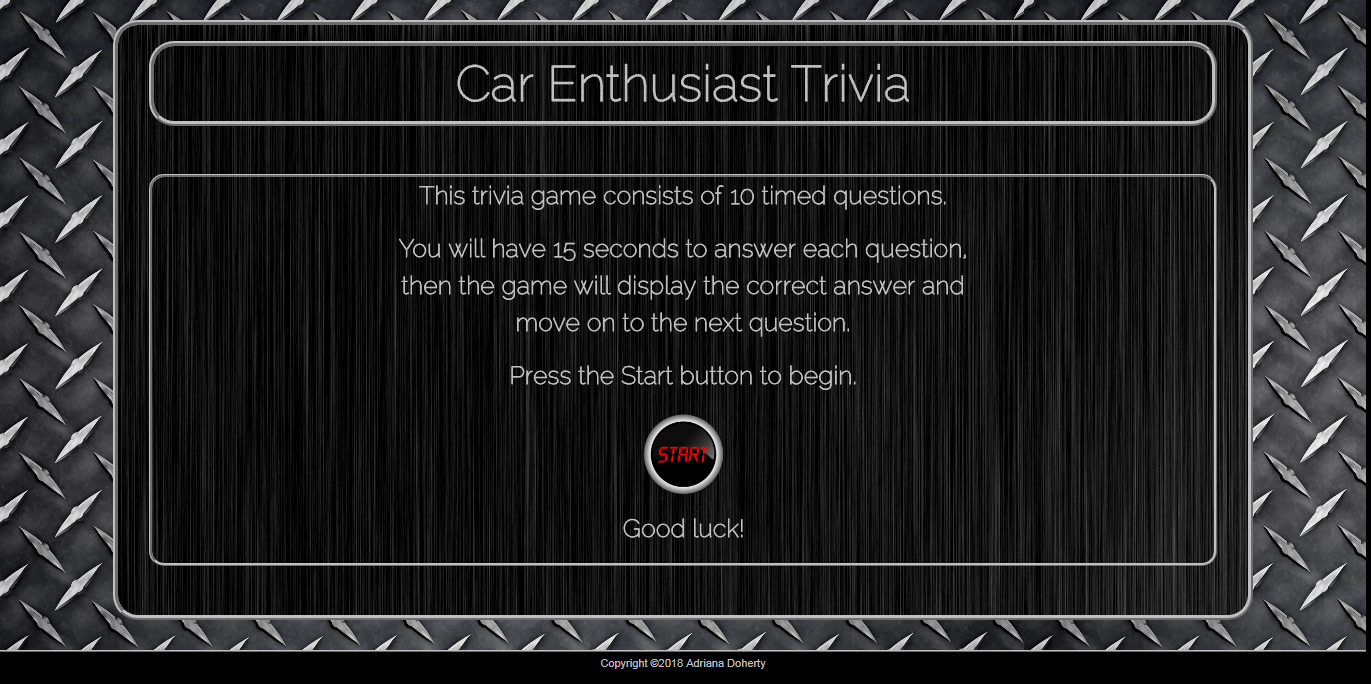 Car Enthusiast Trivia
This trivia game consists of 10 timed questions.
You will have 15 seconds to answer each question,
then the game will display the correct answer and
move on to the next question.
Press the Start button to begin.
START
Good luck!
Copyright ©2018 Adriana Doherty